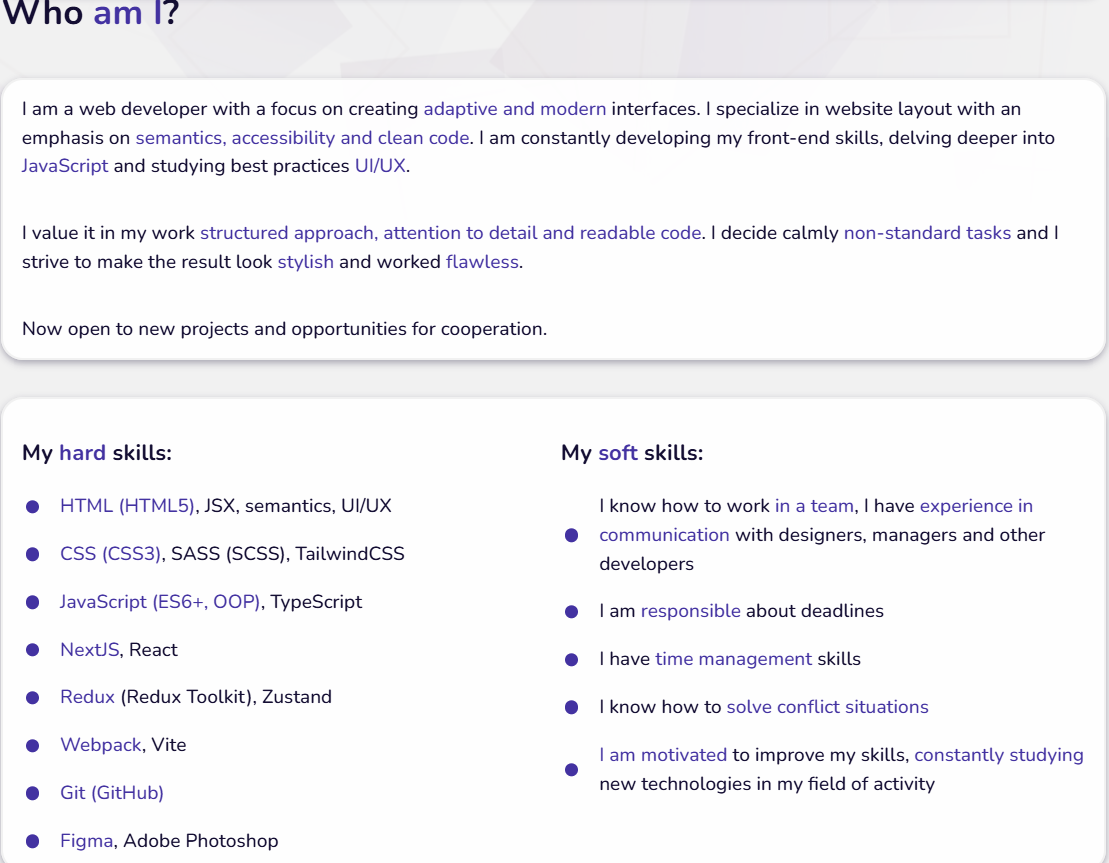 Who am I?
I am a web developer with a focus on creating adaptive and modern interfaces. I specialize in website layout with an
emphasis on semantics, accessibility and clean code. I am constantly developing my front-end skills, delving deeper into
JavaScript and studying best practices UI/UX.
I value it in my work structured approach, attention to detail and readable code. I decide calmly non-standard tasks and I
strive to make the result look stylish and worked flawless.
Now open to new projects and opportunities for cooperation.
My hard skills:
HTML (HTML5), JSX, semantics, UI/UX
CSS (CSS3), SASS (SCSS), TailwindCSS
JavaScript (ES6+, OOP), TypeScript
NextJS, React
Redux (Redux Toolkit), Zustand
Webpack, Vite
Git (GitHub)
Figma, Adobe Photoshop
My soft skills:
I know how to work in a team, I have experience in
communication with designers, managers and other
developers
I am responsible about deadlines
I have time management skills
I know how to solve conflict situations
I am motivated to improve my skills, constantly studying
new technologies in my field of activity